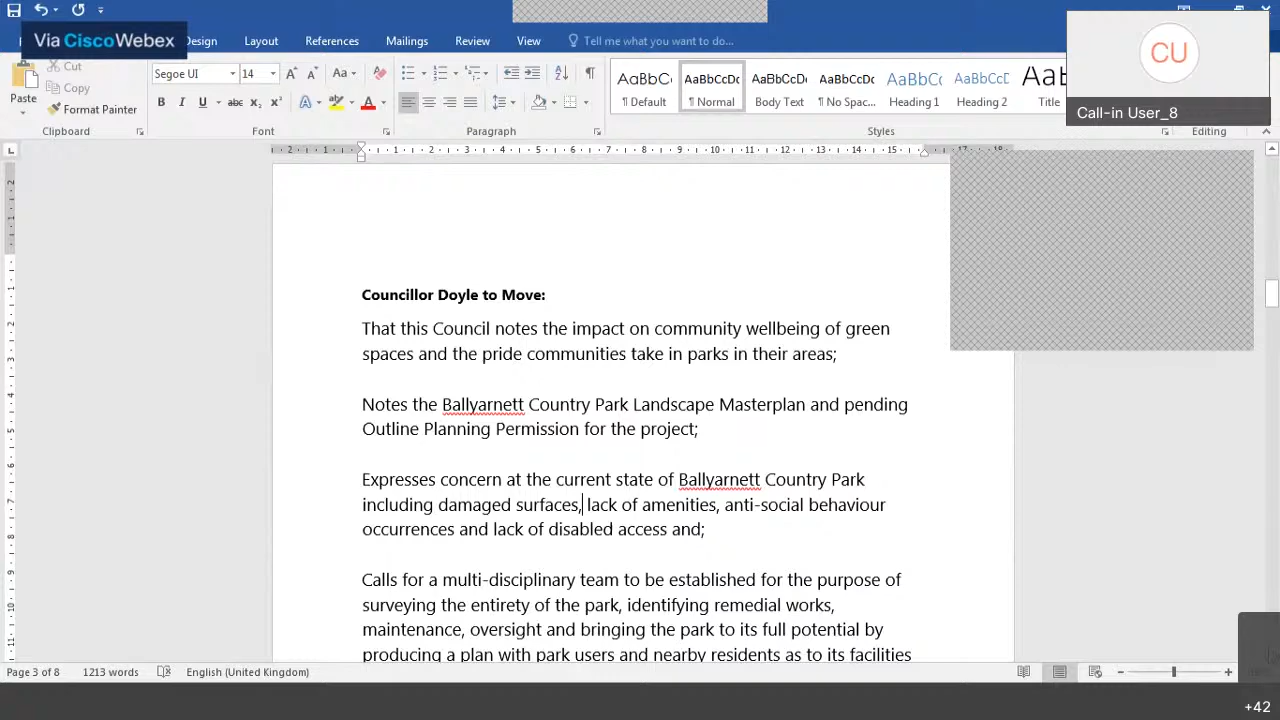 Via CiscoWebex
Design
Layout
References
Mailings
Review
View
Tell me what you want to do...
CU
Call-in User_8
Paste
Cut
Copy
Format Painter
Clipboard
Segoe UI
14
Font
Paragraph
AaBbC
AaBbCcDc
AaBbCcDc
AaBbCcDc
AaBbCc
AaBbCcD
Aa
¶ Default
¶ Normal
Body Text
¶ No Spac...
Heading 1
Heading 2
Title
Styles
Editing
Councillor Doyle to Move:
That this Council notes the impact on community wellbeing of green
spaces and the pride communities take in parks in their areas;
Notes the Ballyarnett Country Park Landscape Masterplan and pending
Outline Planning Permission for the project;
Expresses concern at the current state of Ballyarnett Country Park
including damaged surfaces, lack of amenities, anti-social behaviour
occurrences and lack of disabled access and;
Calls for a multi-disciplinary team to be established for the purpose of
surveying the entirety of the park, identifying remedial works,
maintenance, oversight and bringing the park to its full potential by
producing a plan with park users and nearby residents as to its facilities
Page 3 of 8
1213 words
English (United Kingdom)
+42